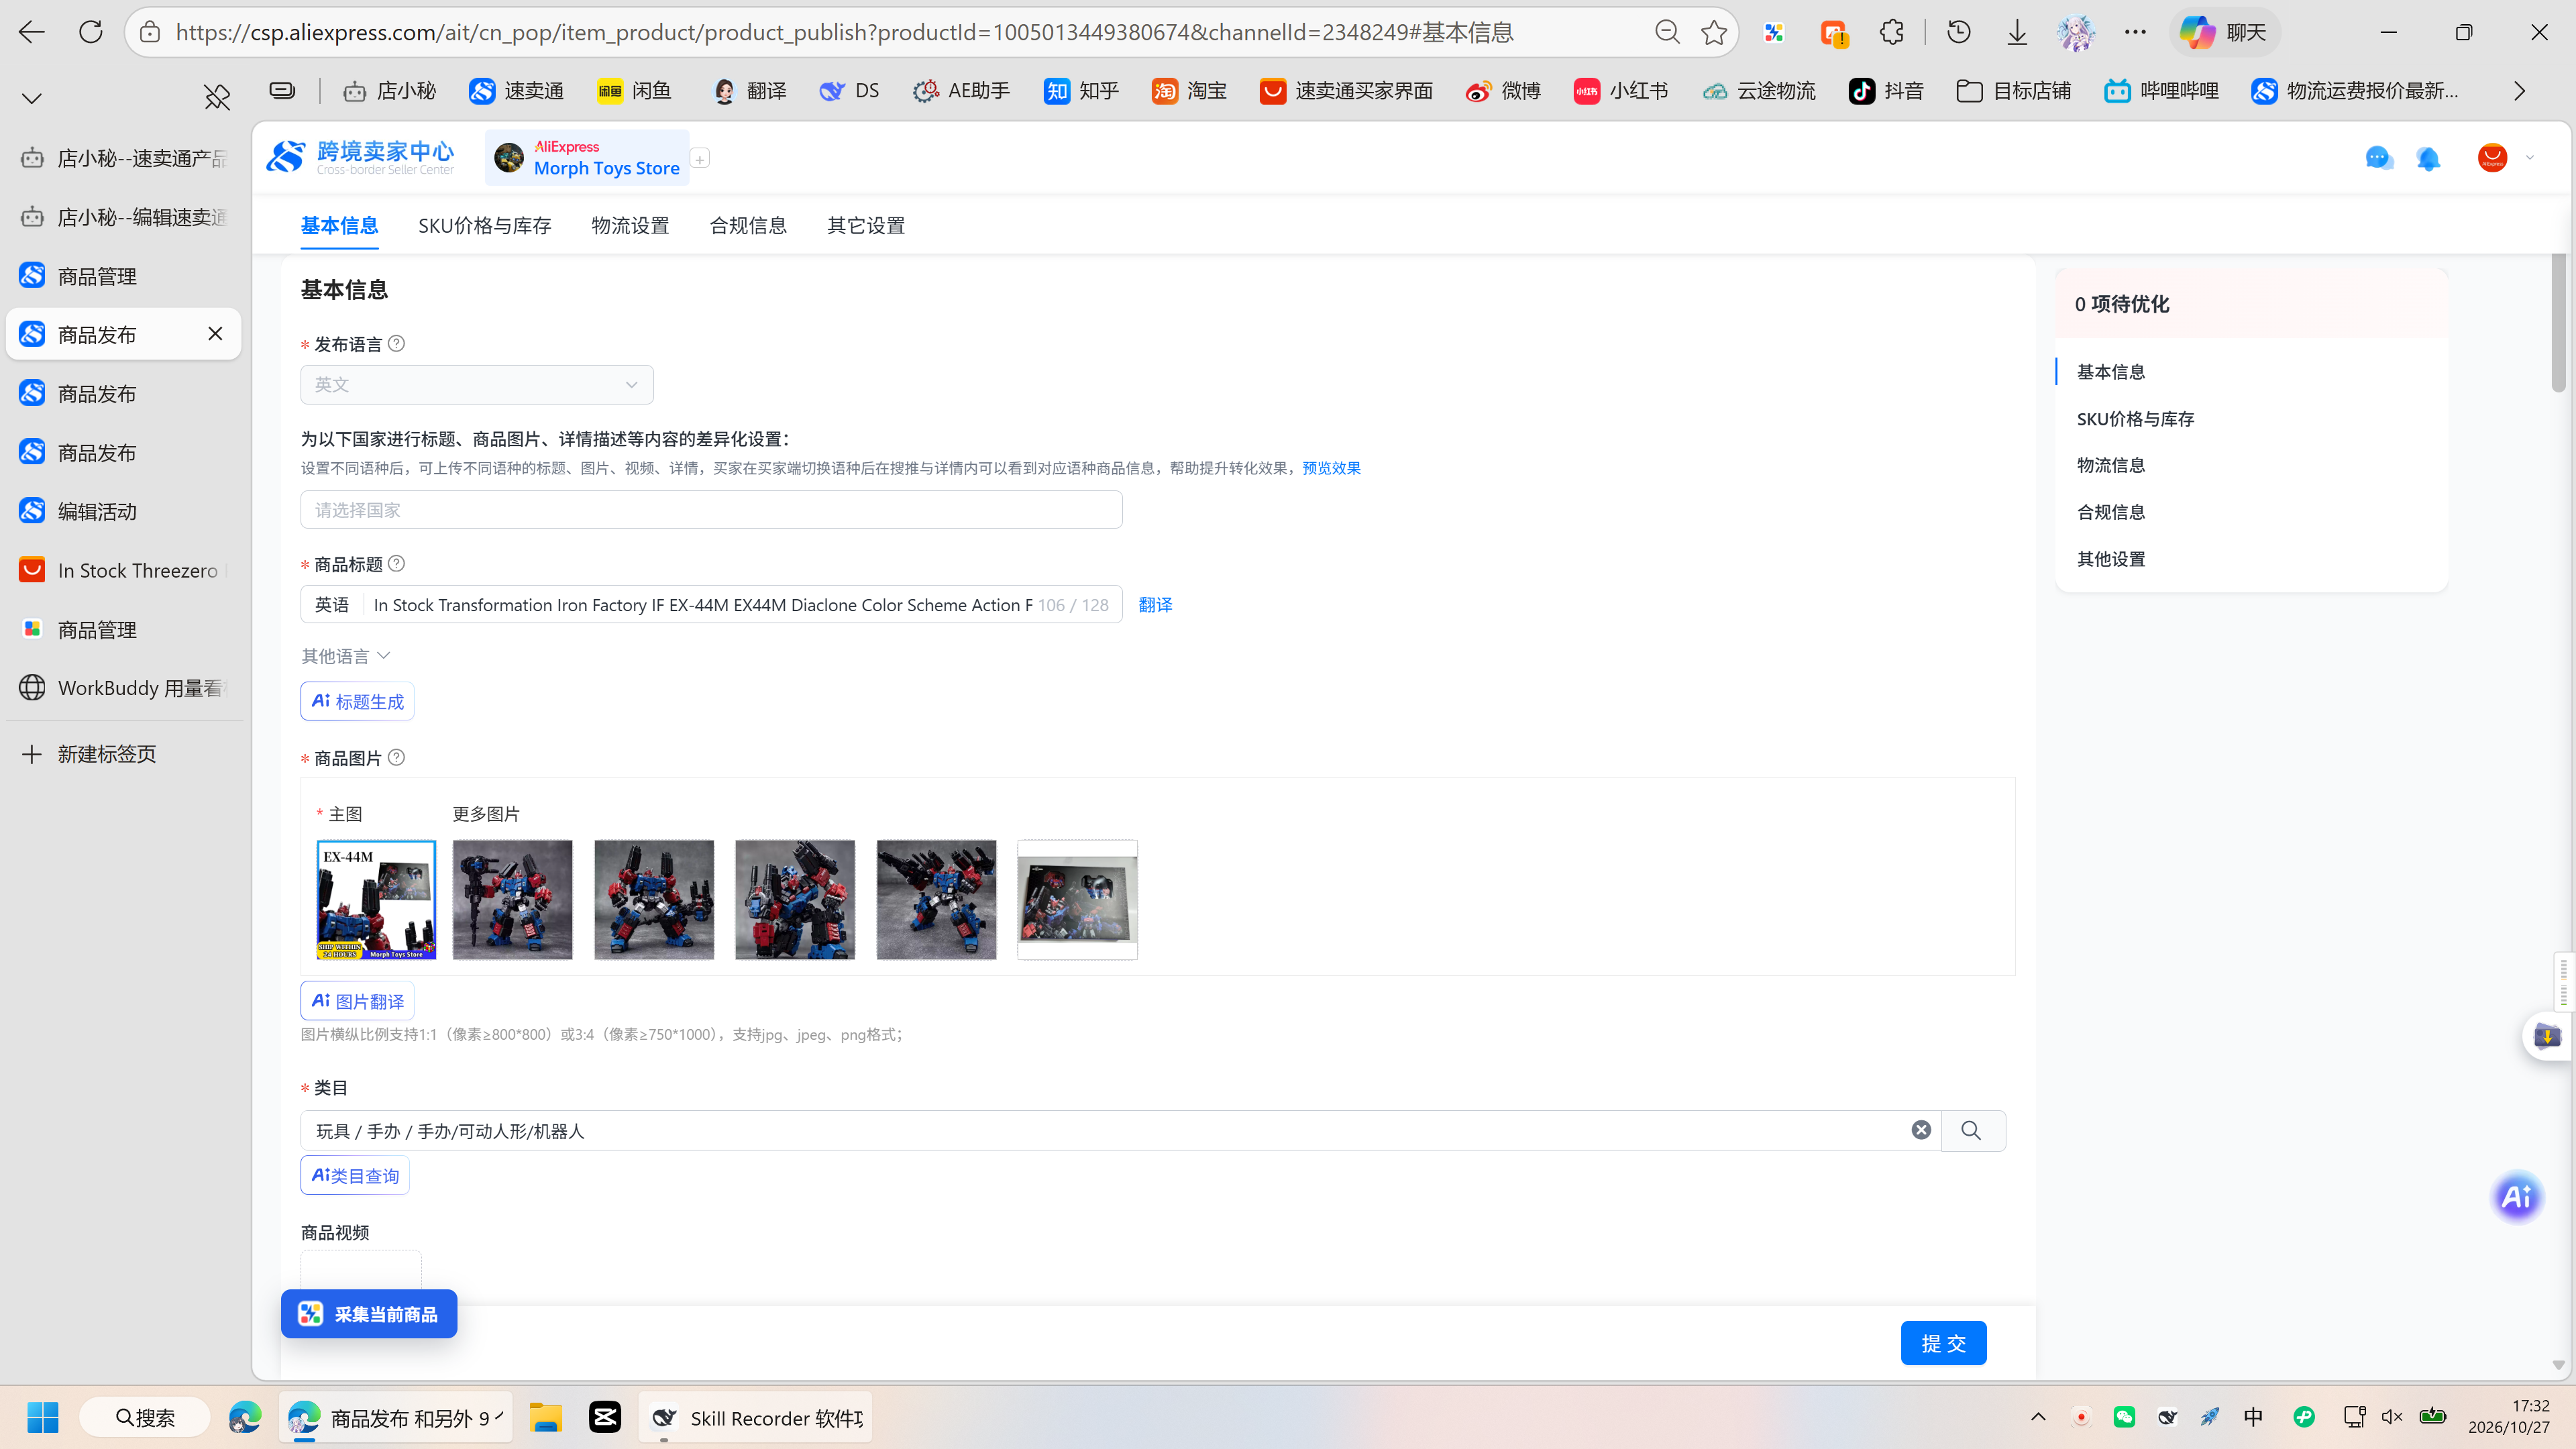 https://csp.aliexpress.com/ait/cn_pop/item_product/product_publish?productId=1005013449380674&channelId=2348249#基本信息
聊天
店小秘
速卖通
闲鱼
翻译
DS
AE助手
知乎
淘宝
速卖通买家界面
微博
小红书
云途物流
抖音
目标店铺
哔哩哔哩
物流运费报价最新...
店小秘--速卖通产品
店小秘--编辑速卖通
商品管理
商品发布
商品发布
商品发布
编辑活动
In Stock Threezero
商品管理
WorkBuddy 用量看
新建标签页
跨境卖家中心
Cross-border Seller Center
AliExpress
Morph Toys Store
基本信息
SKU价格与库存
物流设置
合规信息
其它设置
基本信息
* 发布语言
英文
为以下国家进行标题、商品图片、详情描述等内容的差异化设置：
设置不同语种后，可上传不同语种的标题、图片、视频、详情，买家在买家端切换语种后在搜推与详情内可以看到对应语种商品信息，帮助提升转化效果，预览效果
请选择国家
* 商品标题
英语 In Stock Transformation Iron Factory IF EX-44M EX44M Diaclone Color Scheme Action F 106 / 128 翻译
其他语言
Ai 标题生成
* 商品图片
* 主图
更多图片
EX-44M
SHIP WITHIN
24 HOURS
Morph Toys Store
Ai 图片翻译
图片横纵比例支持1:1（像素≥800*800）或3:4（像素≥750*1000），支持jpg、jpeg、png格式；
* 类目
玩具 / 手办 / 手办/可动人形/机器人
Ai类目查询
商品视频
采集当前商品
提 交
0 项待优化
基本信息
SKU价格与库存
物流信息
合规信息
其他设置
Ai
搜索
商品发布 和另外 9
Skill Recorder 软件
中
17:32
2026/10/27